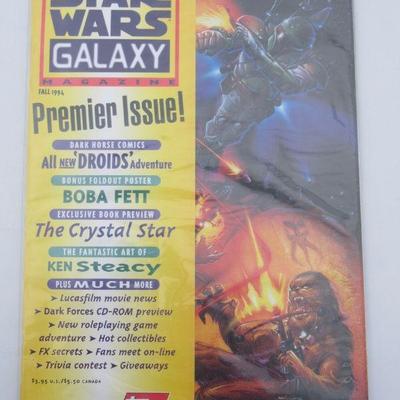 STAR
WARS
GALAXY
MAGAZINE
FALL 1994
Premier Issue!
DARK HORSE COMICS
All NEW 'DROIDS' Adventure
BONUS FOLDOUT POSTER
BOBA FETT
EXCLUSIVE BOOK PREVIEW
The Crystal Star
THE FANTASTIC ART OF
KEN Steacy
PLUS MUCH MORE
➤ Lucasfilm movie news
➤ Dark Forces CD-ROM preview
➤ New roleplaying game
adventure ➤ Hot collectibles
➤ FX secrets ➤ Fans meet on-line
➤ Trivia contest ➤ Giveaways
$3.95 U.S./$5.50 CANADA